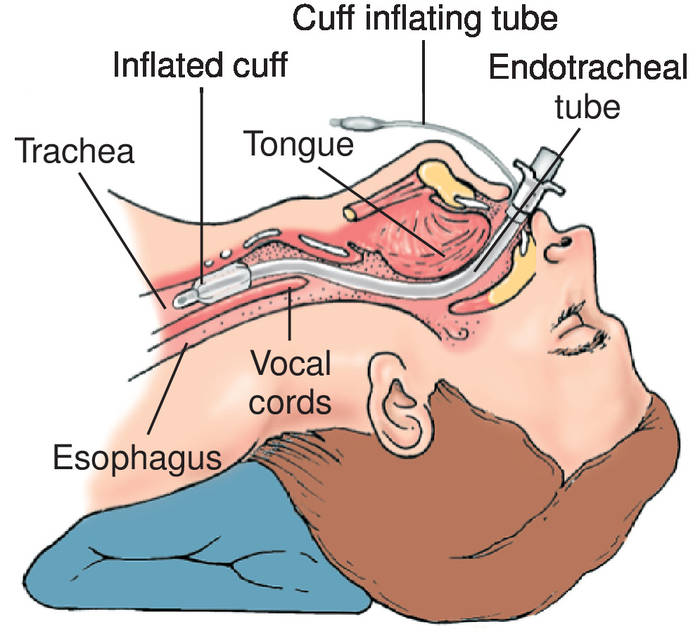 Cuff inflating tube
Inflated cuff
Endotracheal
tube
Trachea
Tongue
Vocal
cords
Esophagus